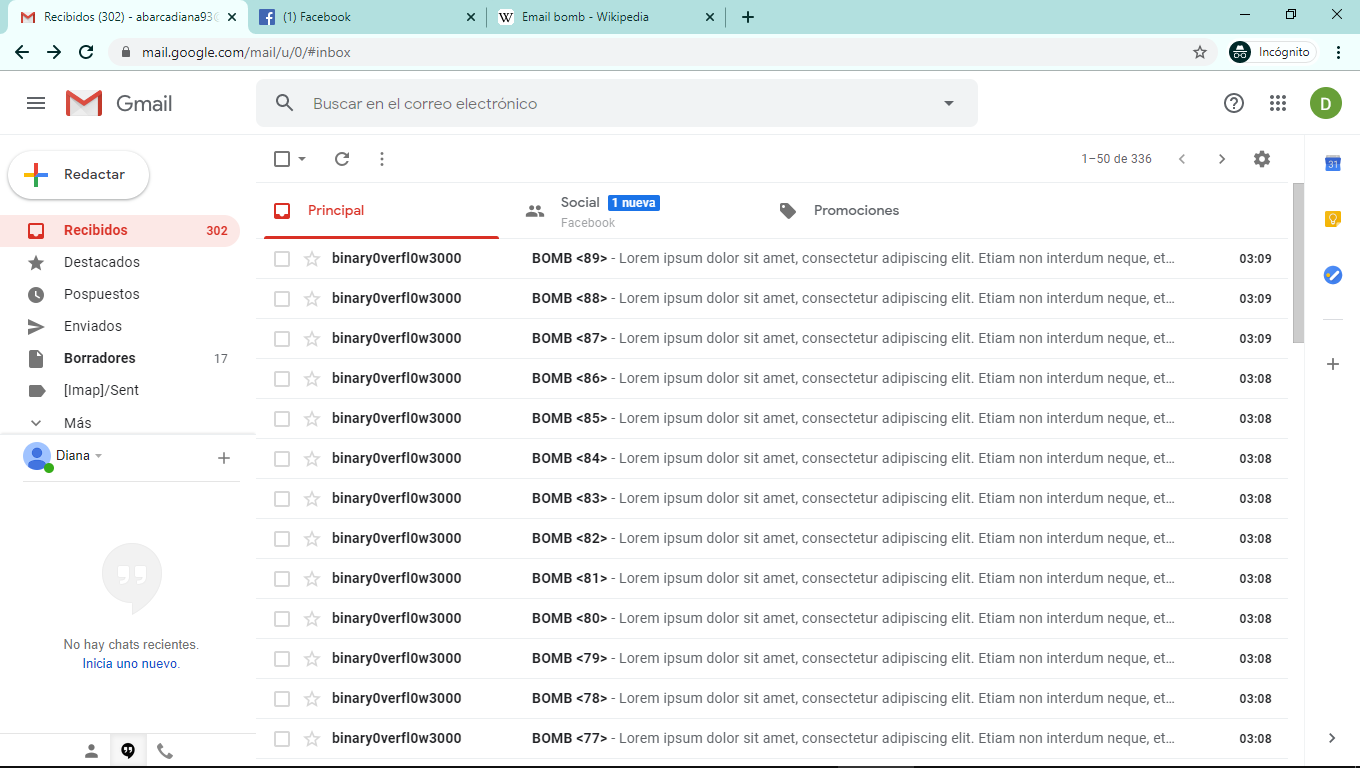 Recibidos (302) - abarcadiana93
(1) Facebook
Email bomb - Wikipedia
mail.google.com/mail/u/0/#inbox
Incógnito
Gmail
Buscar en el correo electrónico
D
Redactar
1–50 de 336
31
Recibidos 302
Destacados
Pospuestos
Enviados
Borradores 17
[Imap]/Sent
Más
Diana
No hay chats recientes.
Inicia uno nuevo.
Principal
Social 1 nueva
Facebook
Promociones
binary0verfl0w3000 BOMB <89> - Lorem ipsum dolor sit amet, consectetur adipiscing elit. Etiam non interdum neque, et… 03:09
binary0verfl0w3000 BOMB <88> - Lorem ipsum dolor sit amet, consectetur adipiscing elit. Etiam non interdum neque, et… 03:09
binary0verfl0w3000 BOMB <87> - Lorem ipsum dolor sit amet, consectetur adipiscing elit. Etiam non interdum neque, et… 03:09
binary0verfl0w3000 BOMB <86> - Lorem ipsum dolor sit amet, consectetur adipiscing elit. Etiam non interdum neque, et… 03:08
binary0verfl0w3000 BOMB <85> - Lorem ipsum dolor sit amet, consectetur adipiscing elit. Etiam non interdum neque, et… 03:08
binary0verfl0w3000 BOMB <84> - Lorem ipsum dolor sit amet, consectetur adipiscing elit. Etiam non interdum neque, et… 03:08
binary0verfl0w3000 BOMB <83> - Lorem ipsum dolor sit amet, consectetur adipiscing elit. Etiam non interdum neque, et… 03:08
binary0verfl0w3000 BOMB <82> - Lorem ipsum dolor sit amet, consectetur adipiscing elit. Etiam non interdum neque, et… 03:08
binary0verfl0w3000 BOMB <81> - Lorem ipsum dolor sit amet, consectetur adipiscing elit. Etiam non interdum neque, et… 03:08
binary0verfl0w3000 BOMB <80> - Lorem ipsum dolor sit amet, consectetur adipiscing elit. Etiam non interdum neque, et… 03:08
binary0verfl0w3000 BOMB <79> - Lorem ipsum dolor sit amet, consectetur adipiscing elit. Etiam non interdum neque, et… 03:08
binary0verfl0w3000 BOMB <78> - Lorem ipsum dolor sit amet, consectetur adipiscing elit. Etiam non interdum neque, et… 03:08
binary0verfl0w3000 BOMB <77> - Lorem ipsum dolor sit amet, consectetur adipiscing elit. Etiam non interdum neque, et… 03:08